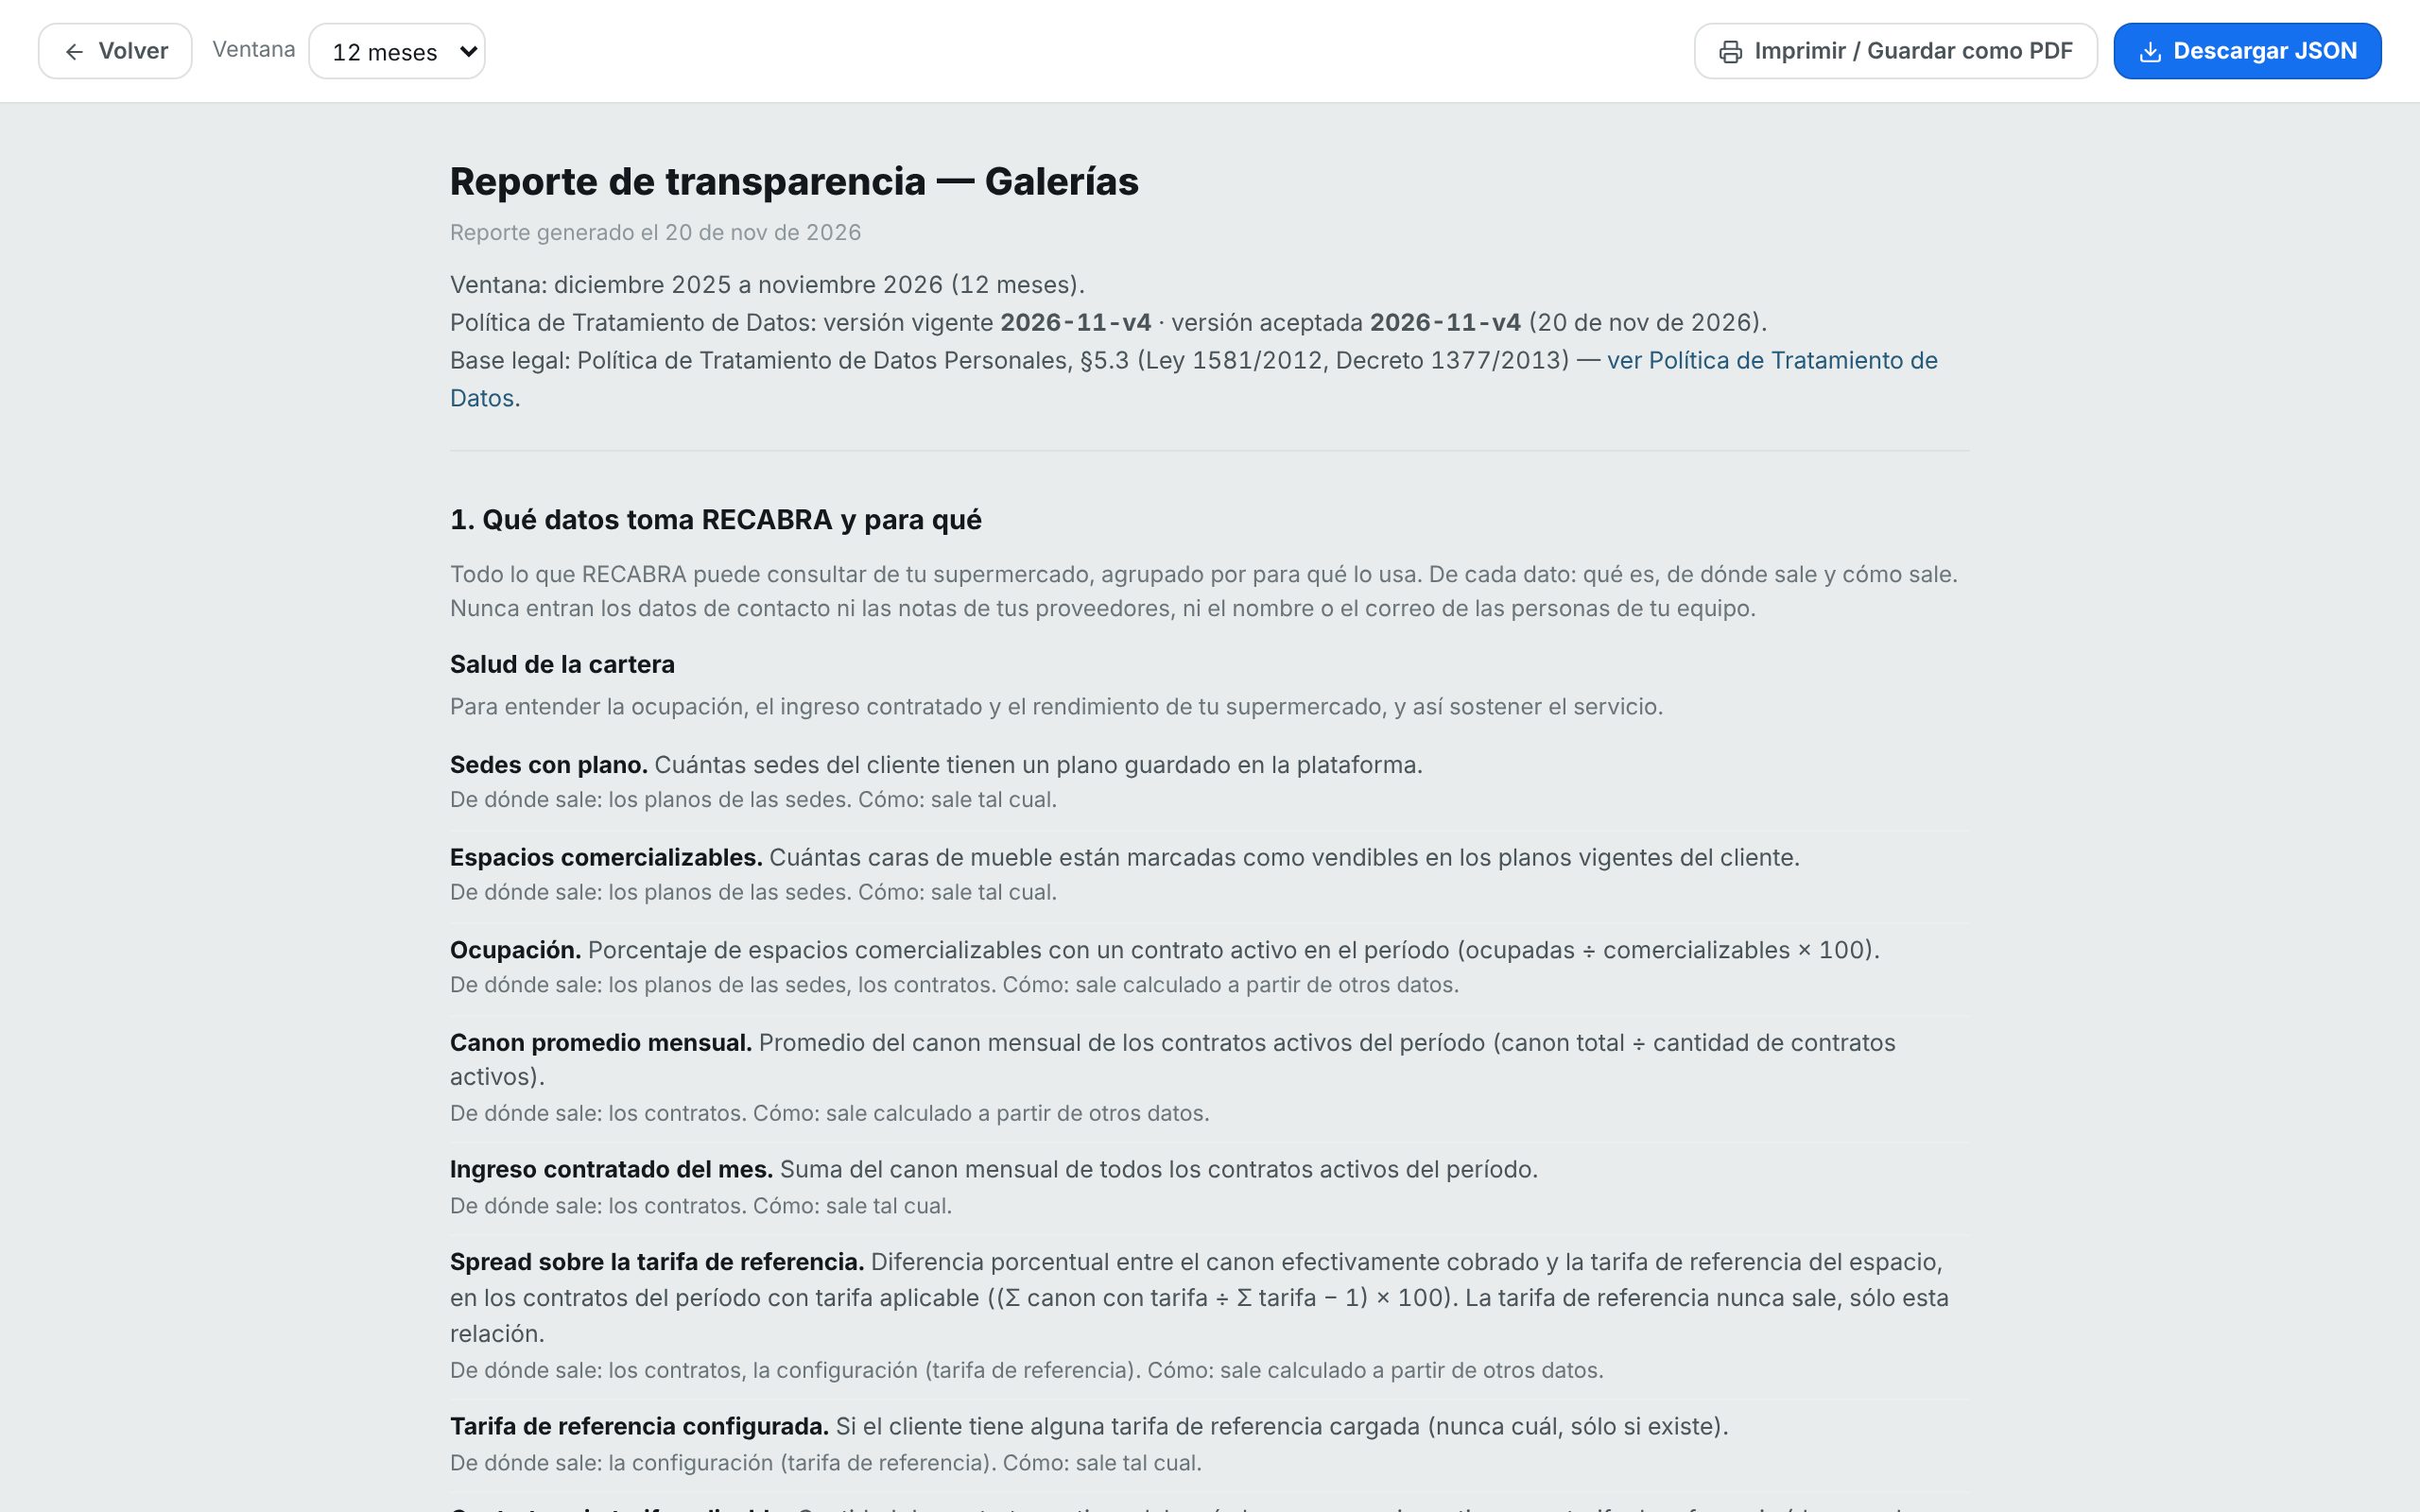 Volver
Ventana
12 meses
Imprimir / Guardar como PDF
Descargar JSON
Reporte de transparencia — Galerías
Reporte generado el 20 de nov de 2026
Ventana: diciembre 2025 a noviembre 2026 (12 meses).
Política de Tratamiento de Datos: versión vigente 2026-11-v4 · versión aceptada 2026-11-v4 (20 de nov de 2026).
Base legal: Política de Tratamiento de Datos Personales, §5.3 (Ley 1581/2012, Decreto 1377/2013) — ver Política de Tratamiento de
Datos.
1. Qué datos toma RECABRA y para qué
Todo lo que RECABRA puede consultar de tu supermercado, agrupado por para qué lo usa. De cada dato: qué es, de dónde sale y cómo sale.
Nunca entran los datos de contacto ni las notas de tus proveedores, ni el nombre o el correo de las personas de tu equipo.
Salud de la cartera
Para entender la ocupación, el ingreso contratado y el rendimiento de tu supermercado, y así sostener el servicio.
Sedes con plano. Cuántas sedes del cliente tienen un plano guardado en la plataforma.
De dónde sale: los planos de las sedes. Cómo: sale tal cual.
Espacios comercializables. Cuántas caras de mueble están marcadas como vendibles en los planos vigentes del cliente.
De dónde sale: los planos de las sedes. Cómo: sale tal cual.
Ocupación. Porcentaje de espacios comercializables con un contrato activo en el período (ocupadas ÷ comercializables × 100).
De dónde sale: los planos de las sedes, los contratos. Cómo: sale calculado a partir de otros datos.
Canon promedio mensual. Promedio del canon mensual de los contratos activos del período (canon total ÷ cantidad de contratos
activos).
De dónde sale: los contratos. Cómo: sale calculado a partir de otros datos.
Ingreso contratado del mes. Suma del canon mensual de todos los contratos activos del período.
De dónde sale: los contratos. Cómo: sale tal cual.
Spread sobre la tarifa de referencia. Diferencia porcentual entre el canon efectivamente cobrado y la tarifa de referencia del espacio,
en los contratos del período con tarifa aplicable ((Σ canon con tarifa ÷ Σ tarifa − 1) × 100). La tarifa de referencia nunca sale, sólo esta
relación.
De dónde sale: los contratos, la configuración (tarifa de referencia). Cómo: sale calculado a partir de otros datos.
Tarifa de referencia configurada. Si el cliente tiene alguna tarifa de referencia cargada (nunca cuál, sólo si existe).
De dónde sale: la configuración (tarifa de referencia). Cómo: sale tal cual.